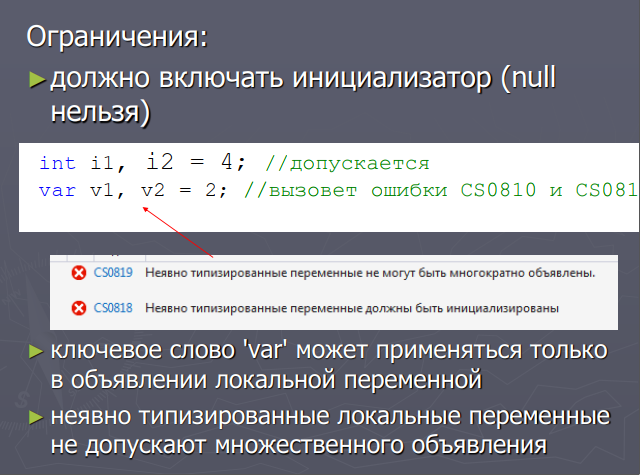 Ограничения:
► должно включать инициализатор (null
нельзя)
int i1, i2 = 4; //допускается
var v1, v2 = 2; //вызовет ошибки CS0810 и CS081
CS0819 Неявно типизированные переменные не могут быть многократно объявлены.
CS0818 Неявно типизированные переменные должны быть инициализированы
► ключевое слово 'var' может применяться только
в объявлении локальной переменной
► неявно типизированные локальные переменные
не допускают множественного объявления